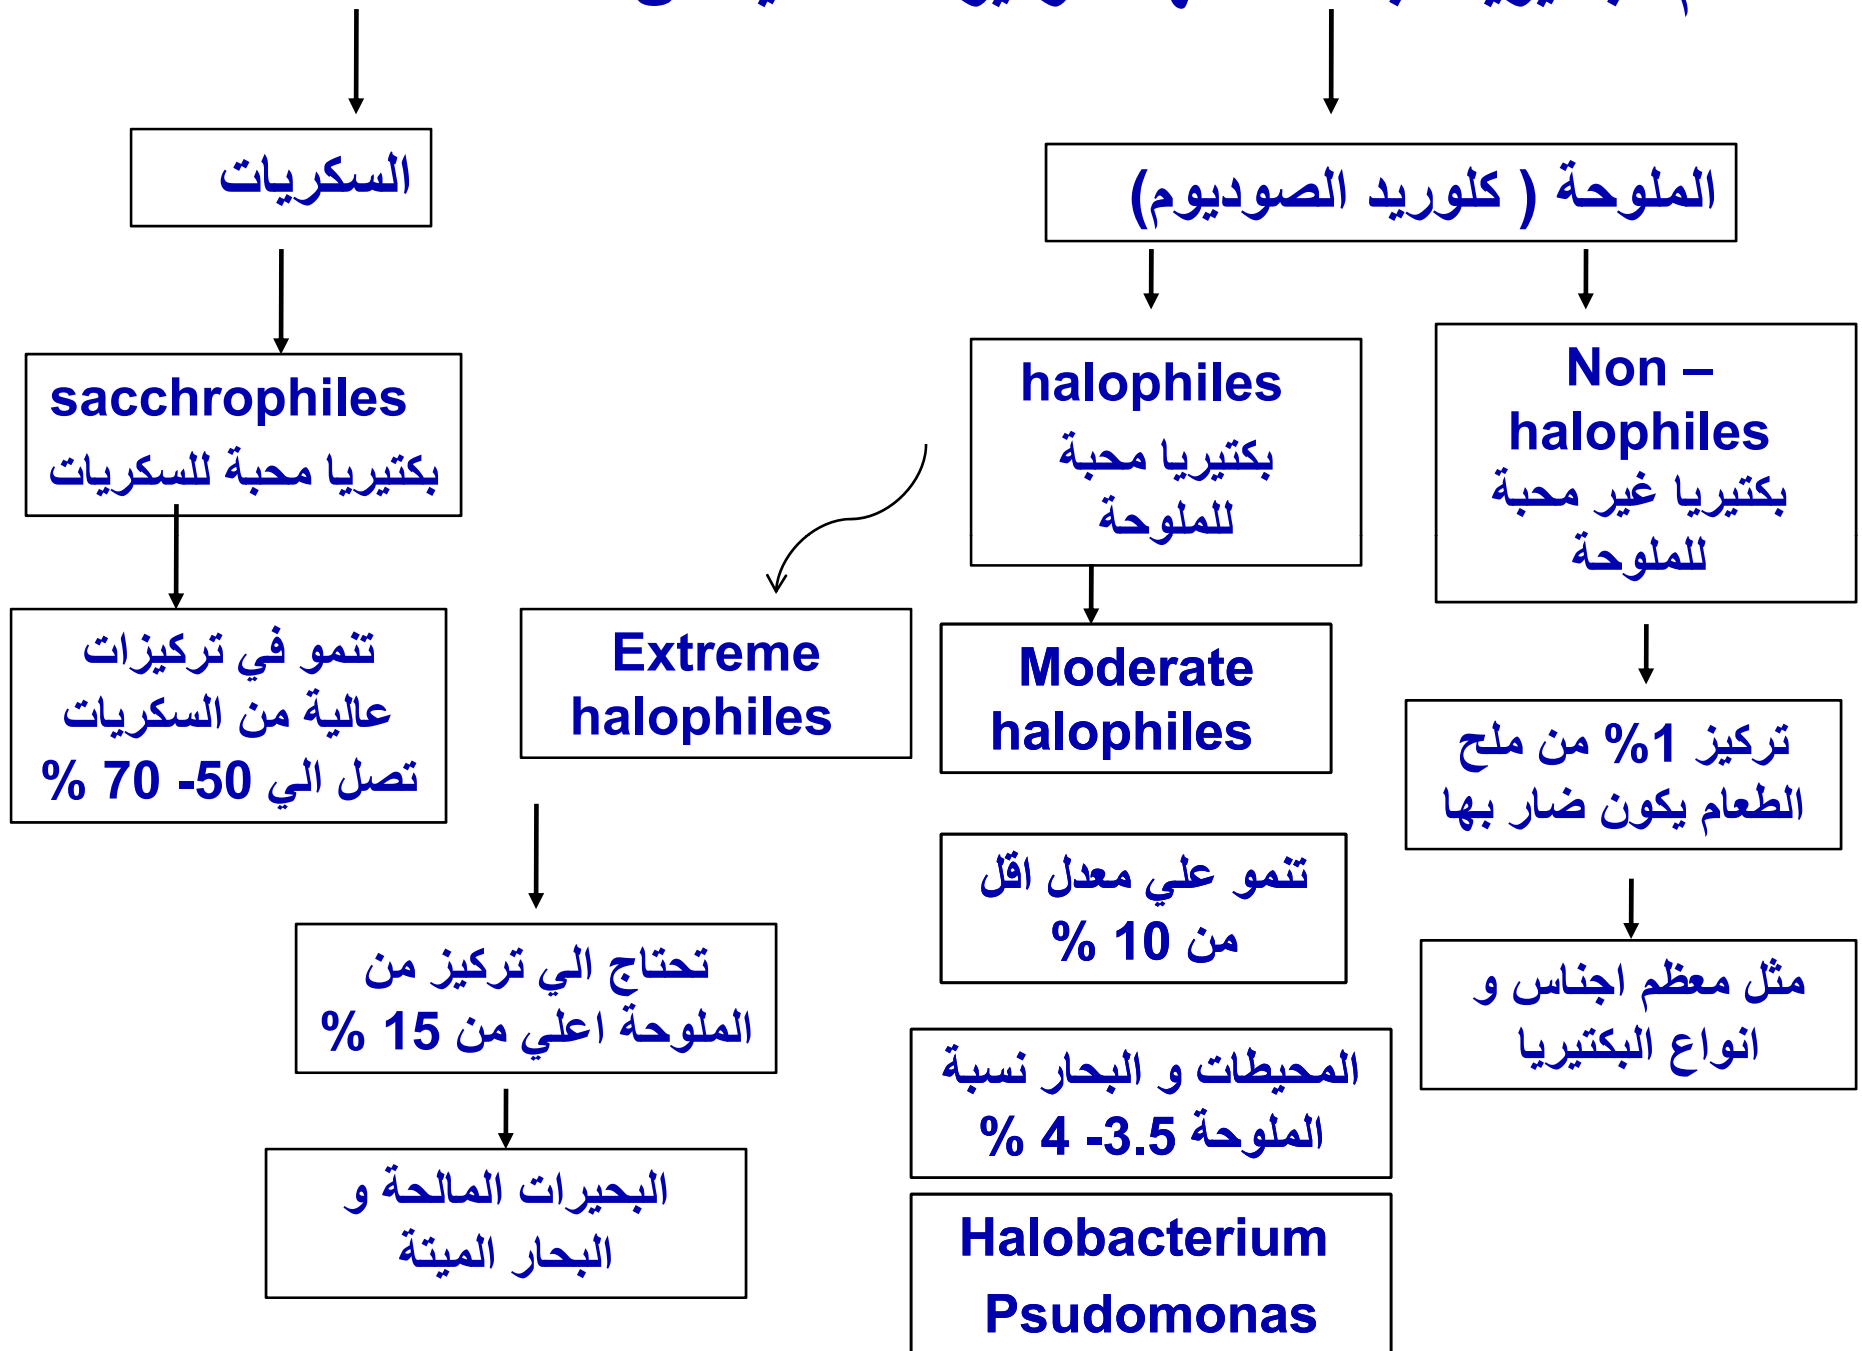 السكريات
الملوحة ( كلوريد الصوديوم)
sacchrophiles
بكتيريا محبة للسكريات
halophiles
بكتيريا محبة
للملوحة
Non –
halophiles
بكتيريا غير محبة
للملوحة
تنمو في تركيزات
عالية من السكريات
تصل الي 50- 70 %
Extreme
halophiles
Moderate
halophiles
تركيز 1% من ملح
الطعام يكون ضار بها
تنمو علي معدل اقل
من 10 %
تحتاج الي تركيز من
الملوحة اعلي من 15 %
مثل معظم اجناس و
انواع البكتيريا
المحيطات و البحار نسبة
الملوحة 3.5- 4 %
البحيرات المالحة و
البحار الميتة
Halobacterium
Psudomonas